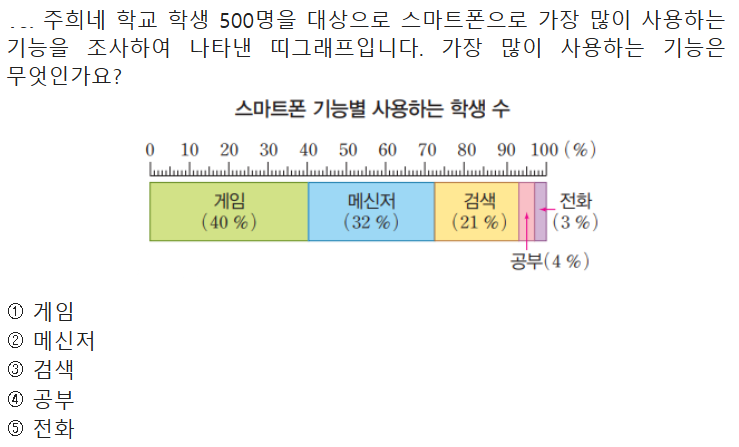 주희네 학교 학생 500명을 대상으로 스마트폰으로 가장 많이 사용하는
기능을 조사하여 나타낸 띠그래프입니다. 가장 많이 사용하는 기능은
무엇인가요?
스마트폰 기능별 사용하는 학생 수
0 10 20 30 40 50 60 70 80 90 100 (%)
게임 메신저 검색 전화
(40 %) (32 %) (21 %) (3 %)
공부(4 %)
① 게임
② 메신저
③ 검색
④ 공부
⑤ 전화